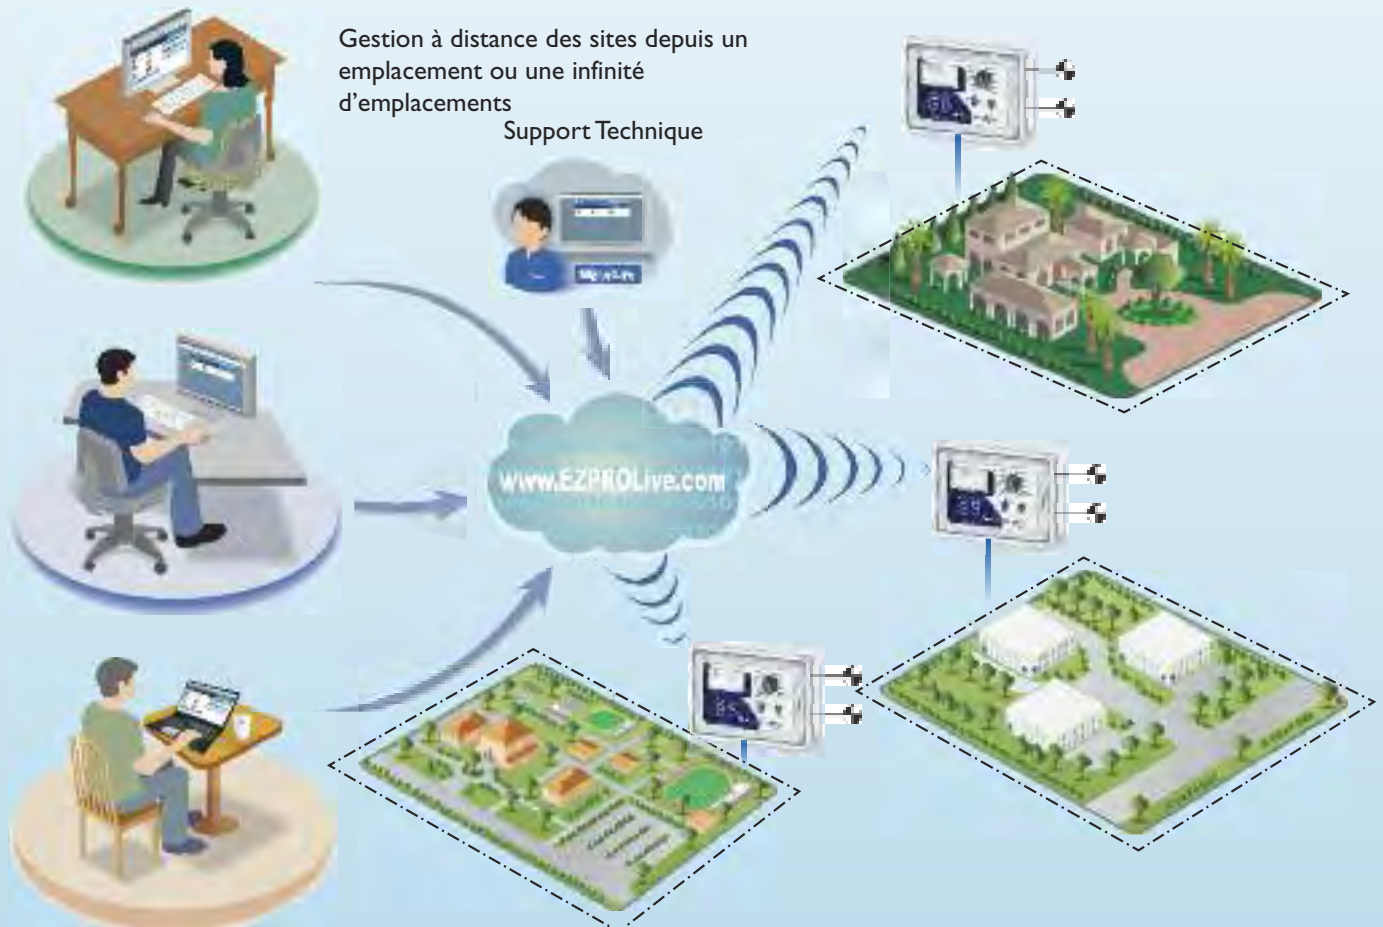 Gestion à distance des sites depuis un
emplacement ou une infinité
d’emplacements
Support Technique
www.EZPROLive.com